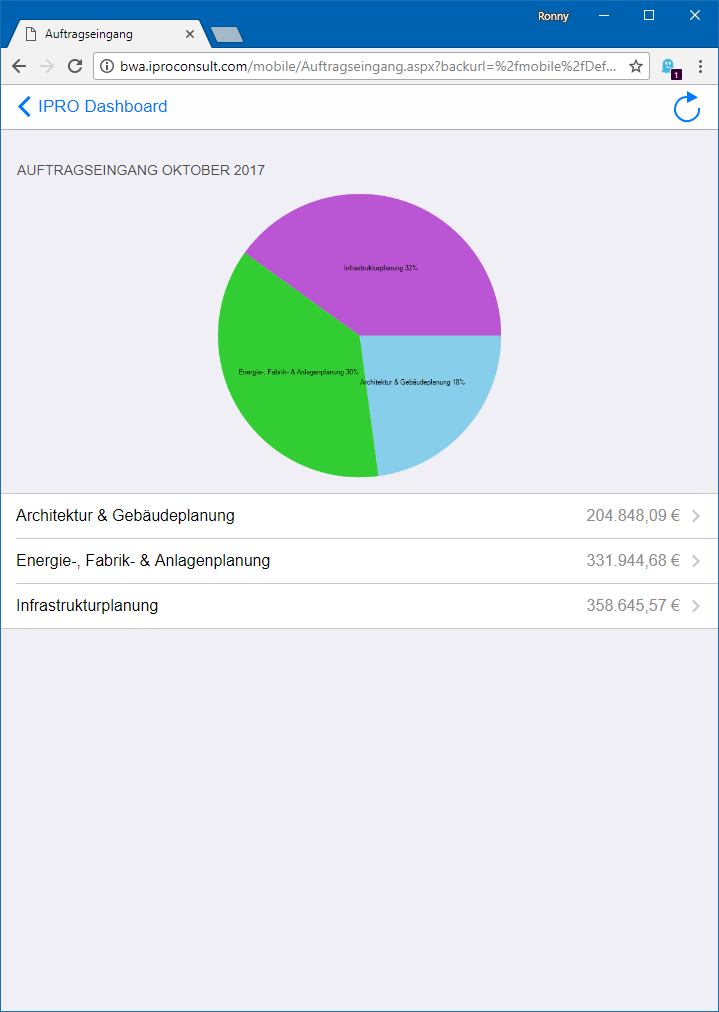 Ronny
Auftragseingang
bwa.iproconsult.com/mobile/Auftragseingang.aspx?backurl=%2fmobile%2fDef...
1
IPRO Dashboard
AUFTRAGSEINGANG OKTOBER 2017
Infrastrukturplanung 32%
Energie-, Fabrik- & Anlagenplanung 30%
Architektur & Gebäudeplanung 18%
Architektur & Gebäudeplanung 204.848,09 €
Energie-, Fabrik- & Anlagenplanung 331.944,68 €
Infrastrukturplanung 358.645,57 €